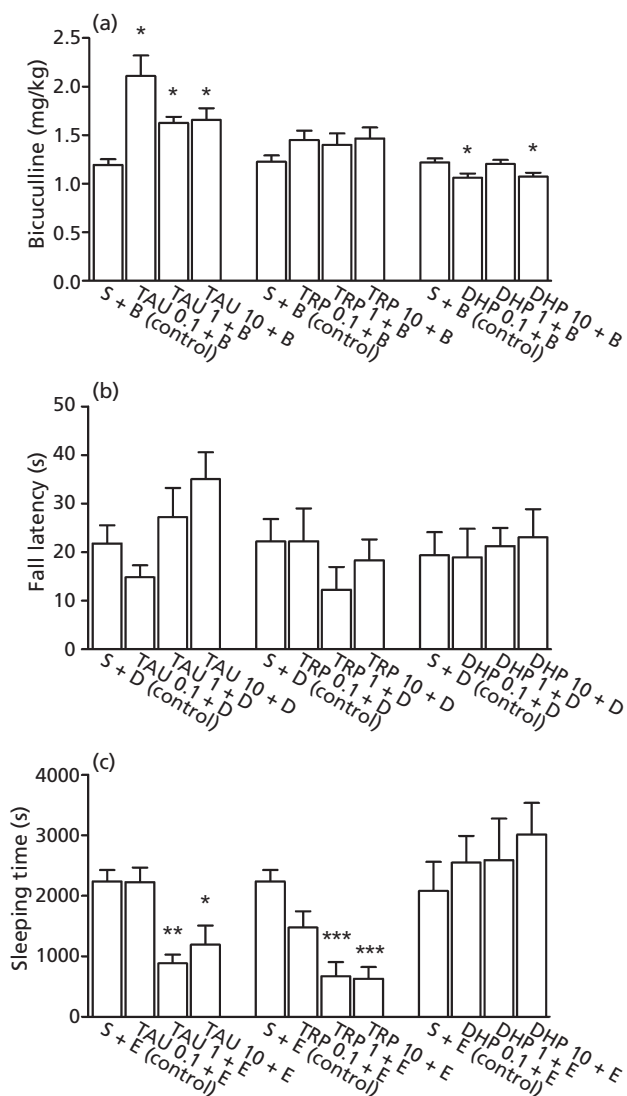 (a)
Bicuculline (mg/kg)
2.5
2.0
1.5
1.0
0.5
0.0
*
*
*
*
*
S + B (control)
TAU 0.1 + B
TAU 1 + B
TAU 10 + B
S + B (control)
TRP 0.1 + B
TRP 1 + B
TRP 10 + B
S + B (control)
DHP 0.1 + B
DHP 1 + B
DHP 10 + B
(b)
Fall latency (s)
50
40
30
20
10
0
S + D (control)
TAU 0.1 + D
TAU 1 + D
TAU 10 + D
S + D (control)
TRP 0.1 + D
TRP 1 + D
TRP 10 + D
S + D (control)
DHP 0.1 + D
DHP 1 + D
DHP 10 + D
(c)
Sleeping time (s)
4000
3000
2000
1000
0
**
*
***
***
S + E (control)
TAU 0.1 + E
TAU 1 + E
TAU 10 + E
S + E (control)
TRP 0.1 + E
TRP 1 + E
TRP 10 + E
S + E (control)
DHP 0.1 + E
DHP 1 + E
DHP 10 + E